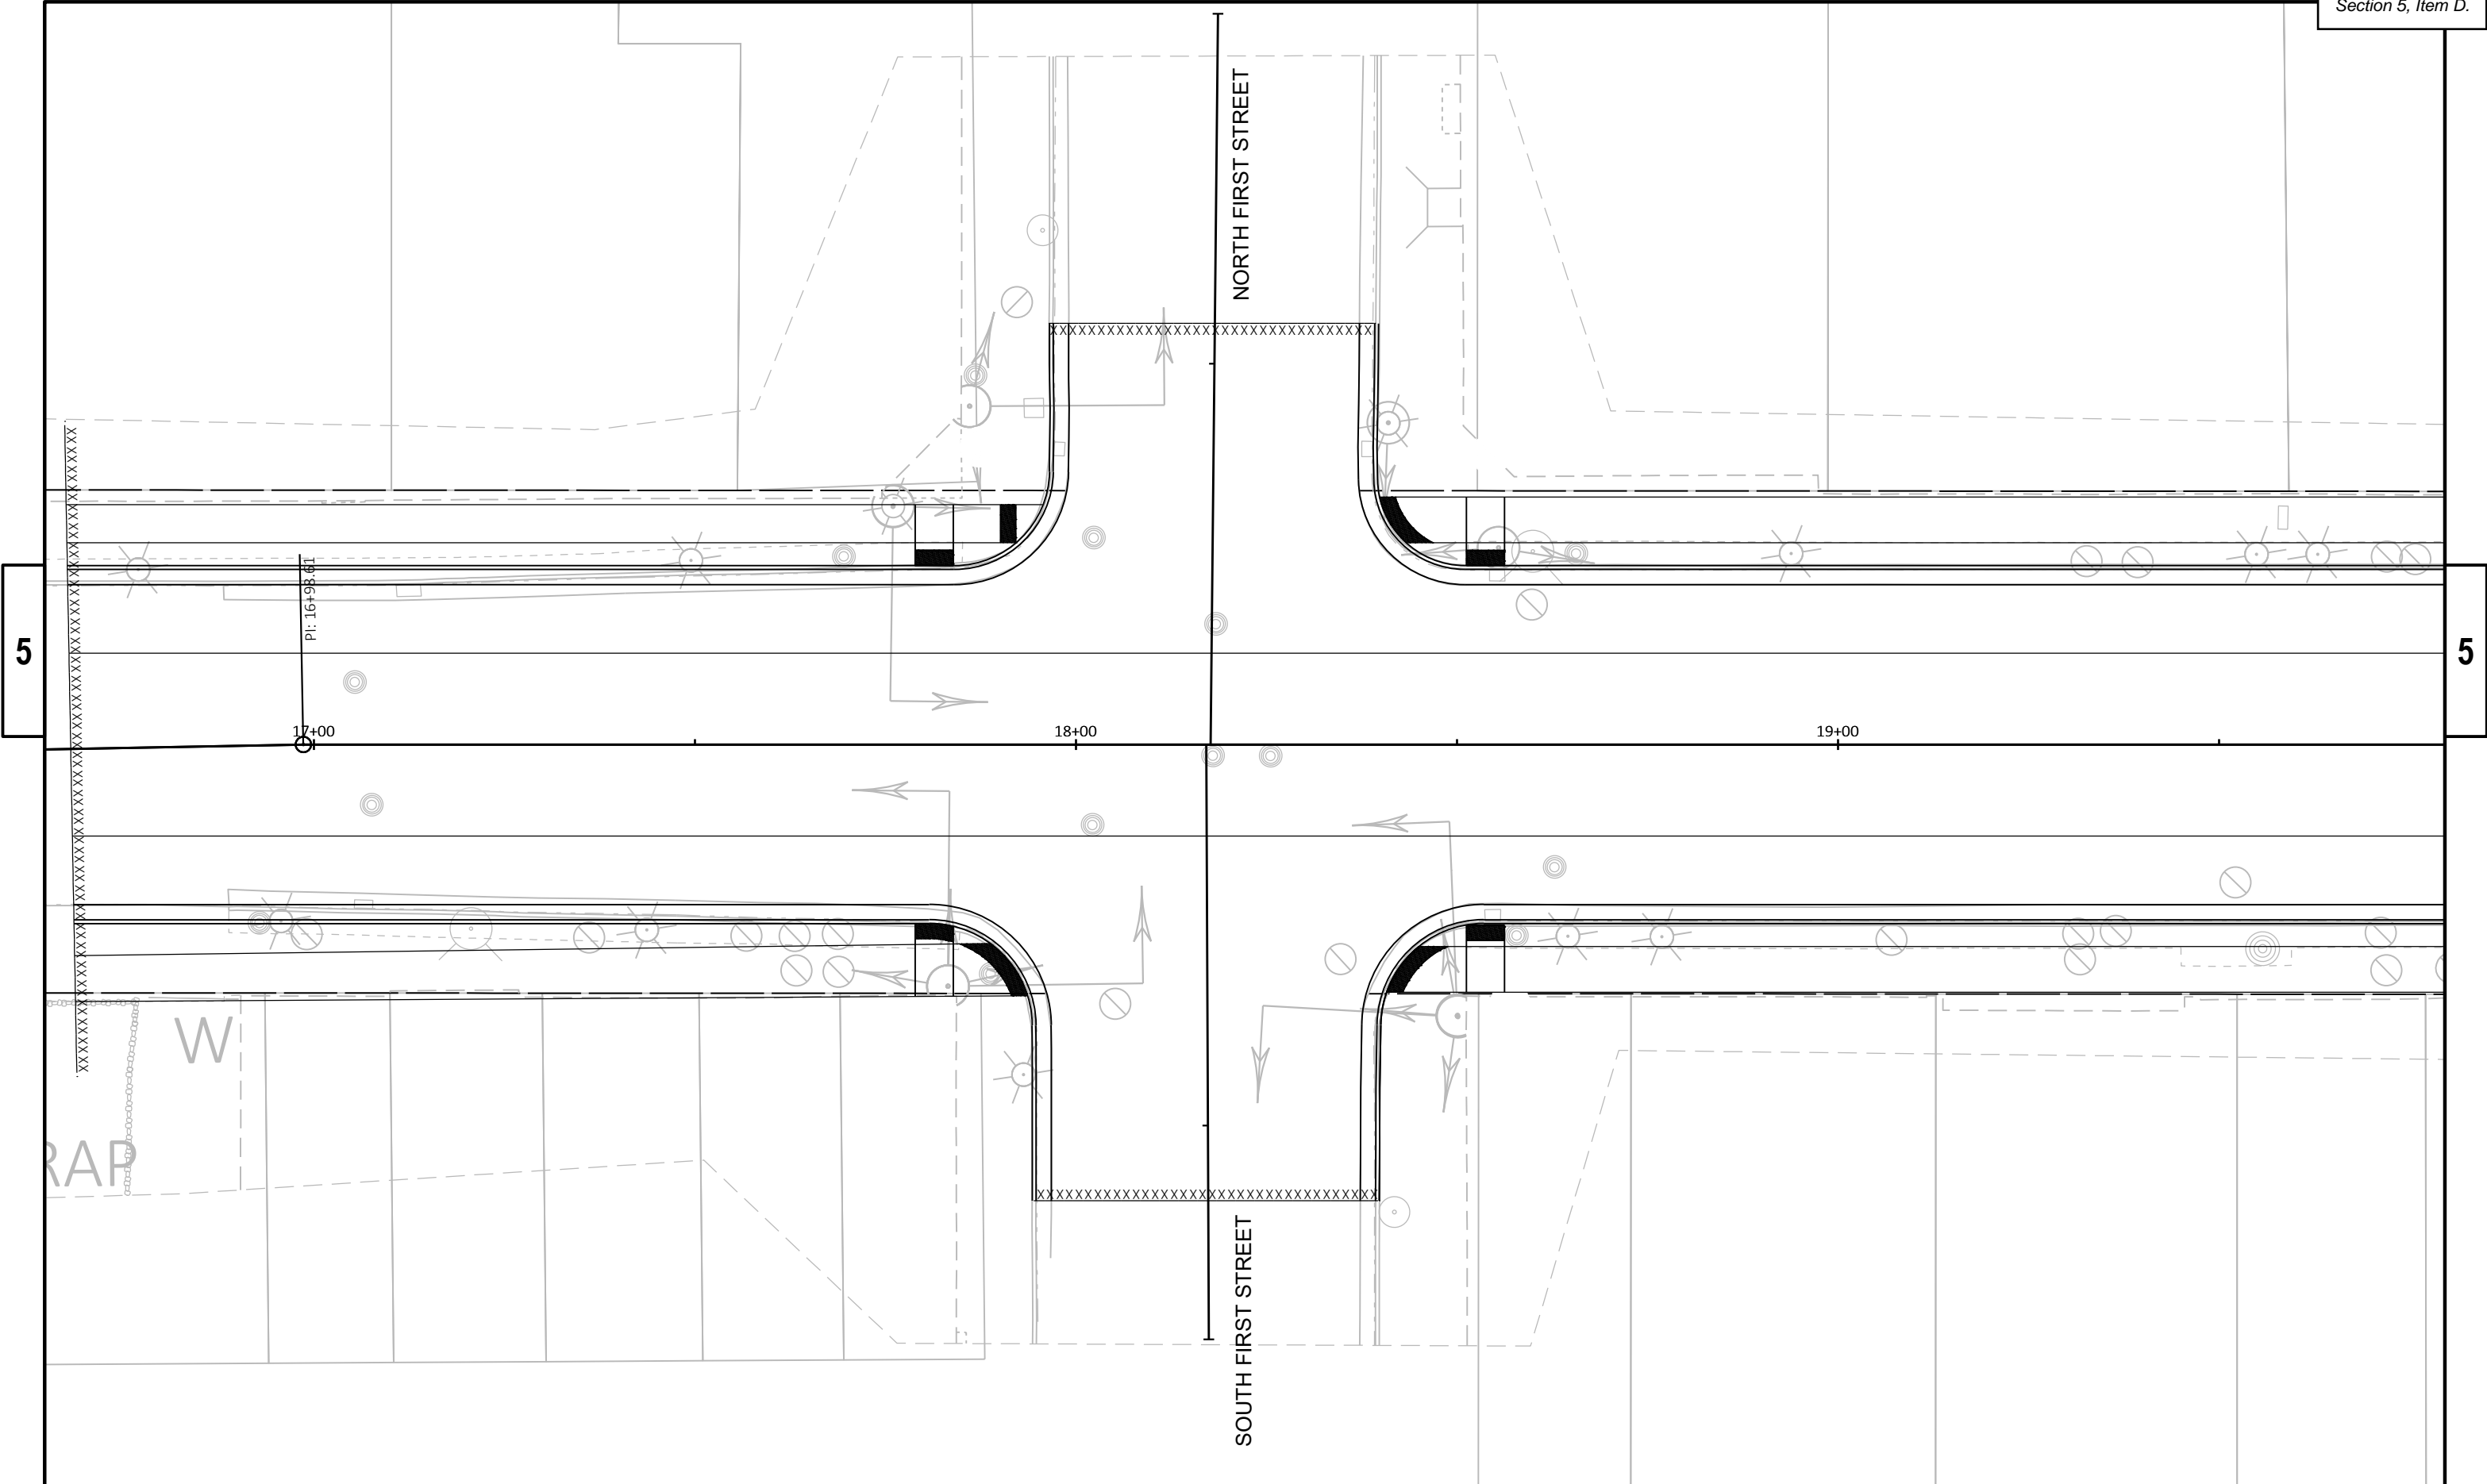 Section 5, Item D.
NORTH FIRST STREET
PI: 16+98.61
5
5
17+00
18+00
19+00
W
RAP
SOUTH FIRST STREET